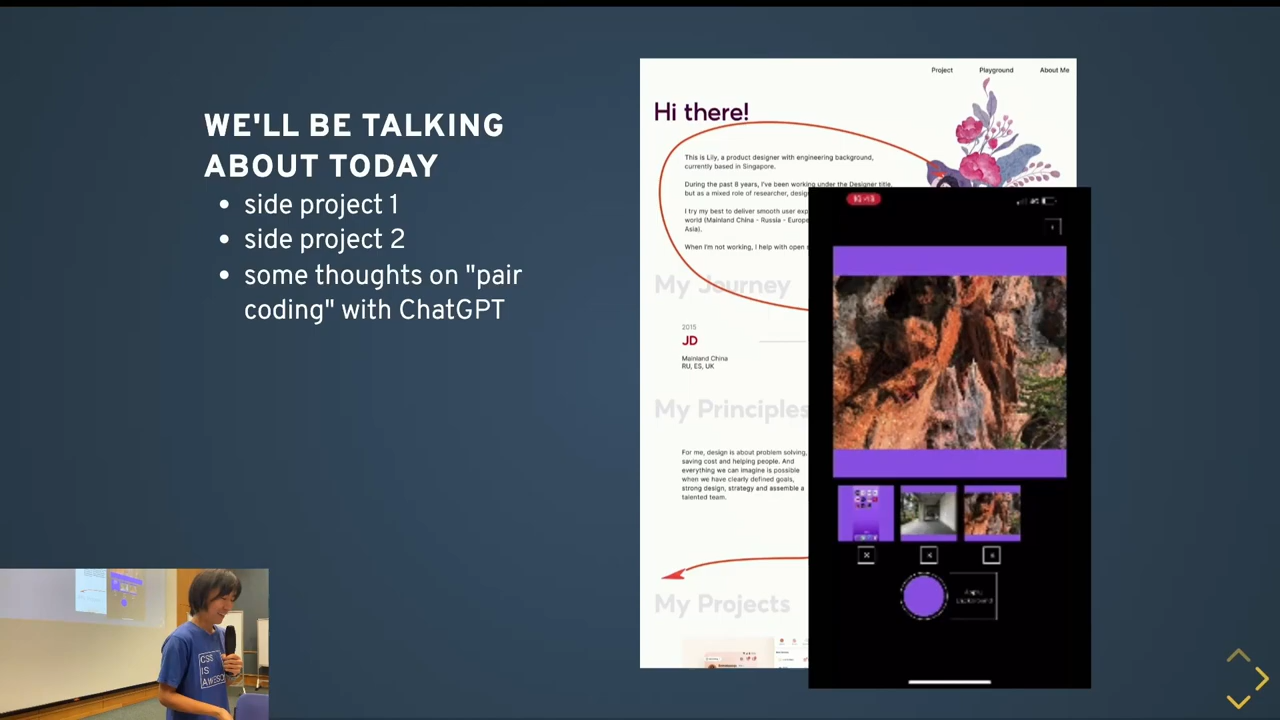 WE'LL BE TALKING
ABOUT TODAY
side project 1
side project 2
some thoughts on "pair
coding" with ChatGPT
Project
Playground
About Me
Hi there!
This is Lily, a product designer with engineering background,
currently based in Singapore.
During the past 8 years, I've been working under the Designer title,
but as a mixed role of researcher,
I try my best to deliver smooth user
world (Mainland China - Russia - Europe
Asia).
When I'm not working, I help with open
My Journey
2015
JD
Mainland China
RU, ES, UK
My Principles
For me, design is about problem solving,
saving cost and helping people. And
everything we can imagine is possible
when we have clearly defined goals,
strong design, strategy and assemble a
talented team.
My Projects
CSS
IS
AWESO